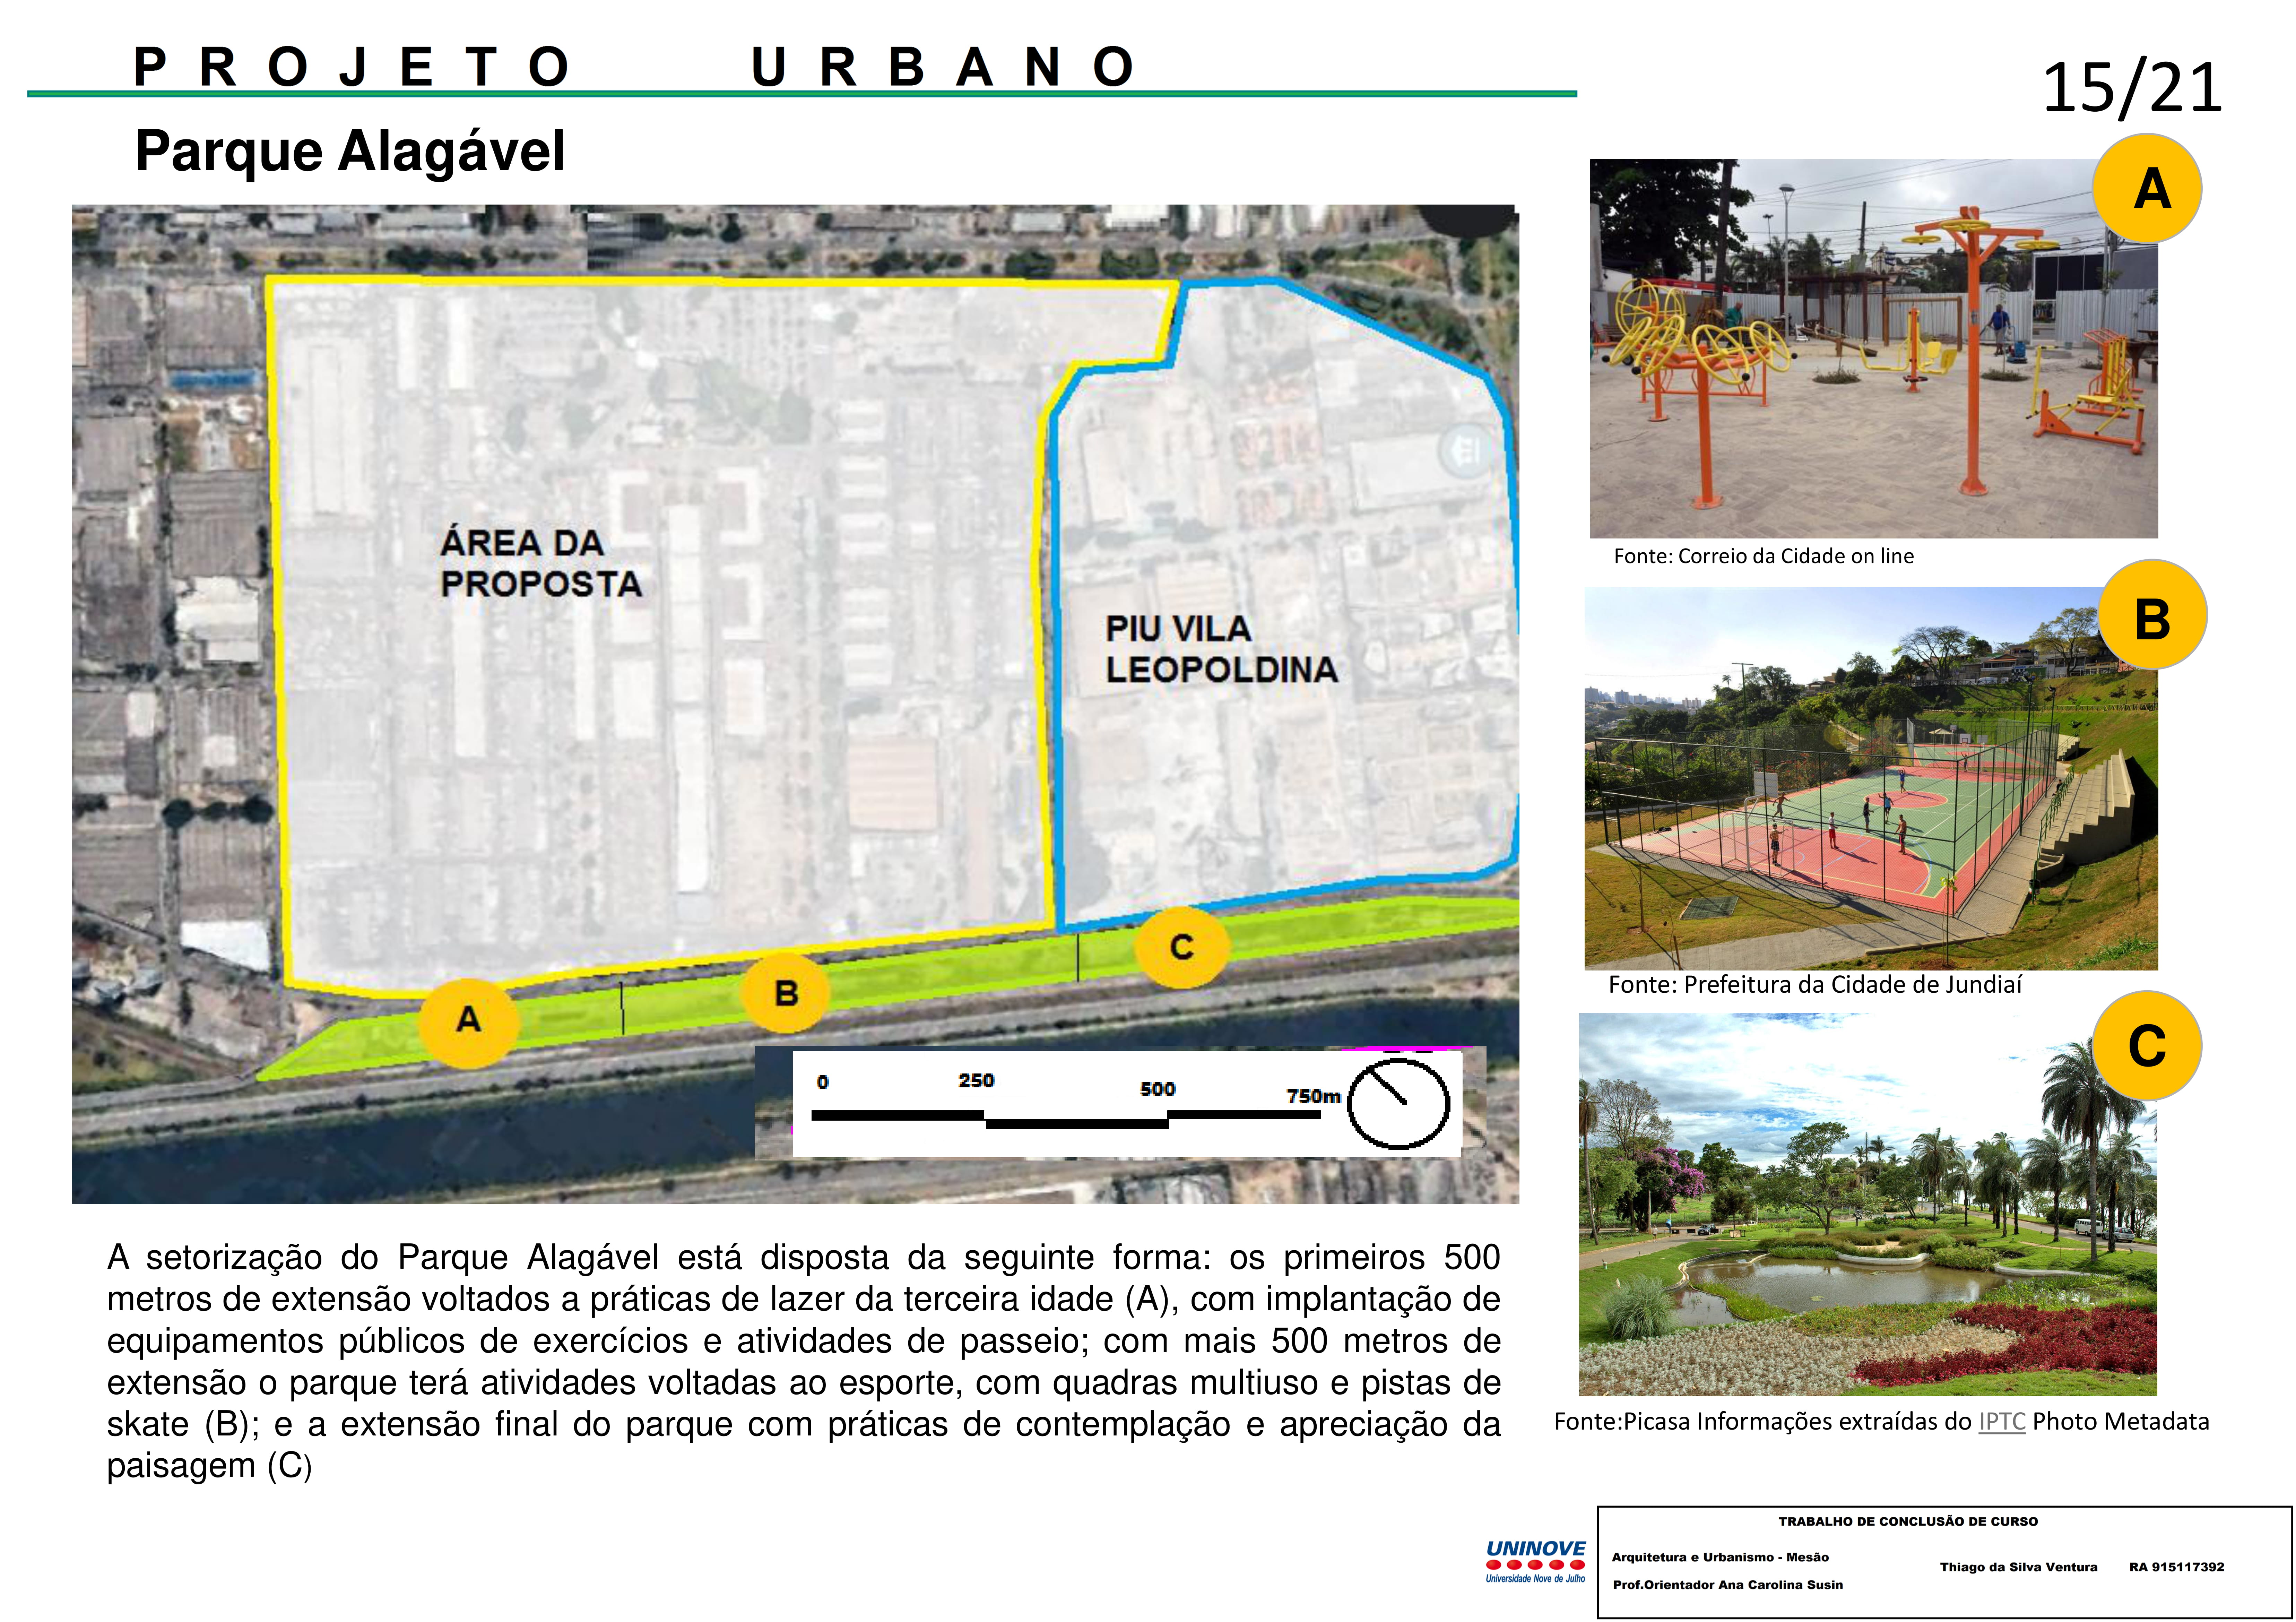 PROJETO URBANO
15/21
Parque Alagável
ÁREA DA
PROPOSTA
PIU VILA
LEOPOLDINA
A
B
C
0 250 500 750m
A
Fonte: Correio da Cidade on line
B
Fonte: Prefeitura da Cidade de Jundiaí
C
Fonte:Picasa Informações extraídas do IPTC Photo Metadata
A setorização do Parque Alagável está disposta da seguinte forma: os primeiros 500
metros de extensão voltados a práticas de lazer da terceira idade (A), com implantação de
equipamentos públicos de exercícios e atividades de passeio; com mais 500 metros de
extensão o parque terá atividades voltadas ao esporte, com quadras multiuso e pistas de
skate (B); e a extensão final do parque com práticas de contemplação e apreciação da
paisagem (C)
UNINOVE
Universidade Nove de Julho
TRABALHO DE CONCLUSÃO DE CURSO
Arquitetura e Urbanismo - Mesão
Thiago da Silva Ventura RA 915117392
Prof.Orientador Ana Carolina Susin